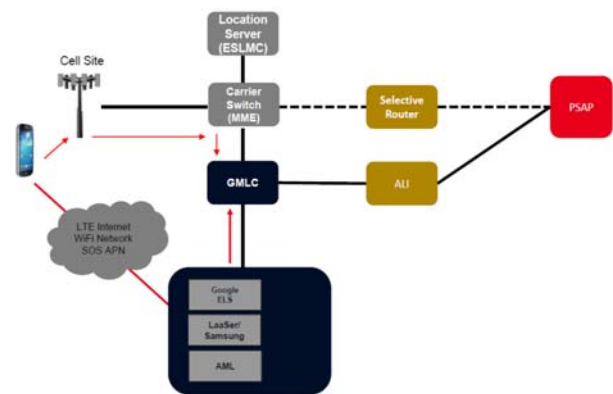 Location
Server
(ESLMC)
Cell Site
Carrier
Switch
(MME)
Selective
Router
PSAP
GMLC
ALI
LTE Internet
WiFi Network
SOS APN
Google
ELS
LaaSer/
Samsung
AML